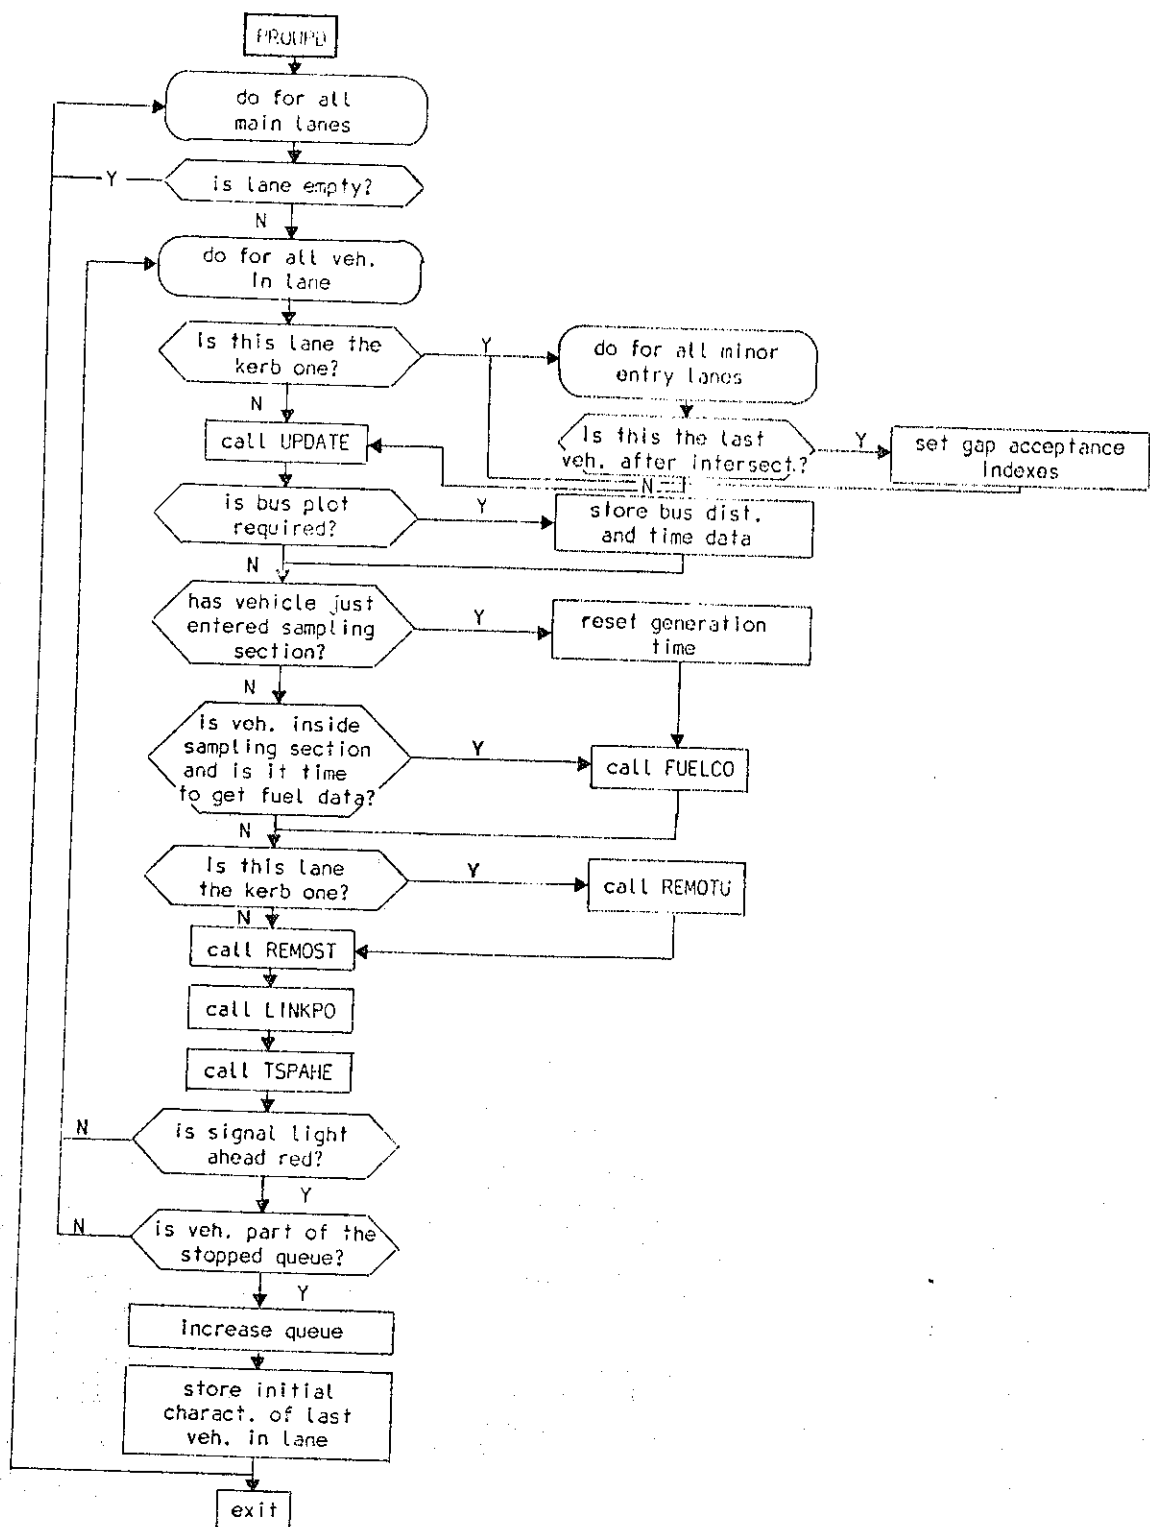 PROUPD
do for all
main lanes
Y
is lane empty?
N
do for all veh.
in lane
Is this lane the
kerb one?
Y
do for all minor
entry lanes
N
call UPDATE
Is this the last
veh. after intersect.?
Y
set gap acceptance
indexes
N
is bus plot
required?
Y
store bus dist.
and time data
N
has vehicle just
entered sampling
section?
Y
reset generation
time
N
is veh. inside
sampling section
and is it time
to get fuel data?
Y
call FUELCO
N
Is this lane
the kerb one?
Y
call REMOTU
N
call REMOST
call LINKPO
call TSPAHE
N
is signal light
ahead red?
Y
N
is veh. part of the
stopped queue?
Y
Increase queue
store initial
charact. of last
veh. in lane
exit